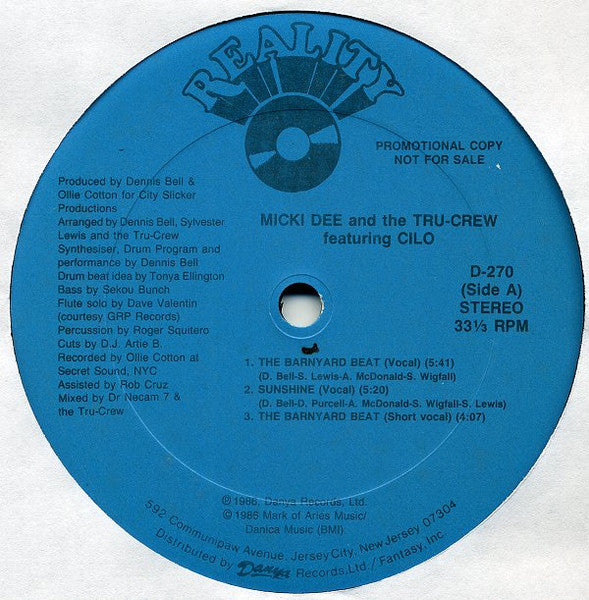 REALITY
PROMOTIONAL COPY
NOT FOR SALE
Produced by Dennis Bell &
Ollie Cotton for City Slicker
Productions
Arranged by Dennis Bell, Sylvester
Lewis and the Tru-Crew
Synthesiser, Drum Program and
performance by Dennis Bell
Drum beat idea by Tonya Ellington
Bass by Sekou Bunch
Flute solo by Dave Valentin
(courtesy GRP Records)
Percussion by Roger Squitero
Cuts by D.J. Artie B.
Recorded by Ollie Cotton at
Secret Sound, NYC
Assisted by Rob Cruz
Mixed by Dr Necam 7 &
the Tru-Crew
MICKI DEE and the TRU-CREW
featuring CILO
D-270
(Side A)
STEREO
33⅓ RPM
1. THE BARNYARD BEAT (Vocal) (5:41)
(D. Bell-S. Lewis-A. McDonald-S. Wigfall)
2. SUNSHINE (Vocal) (5:20)
(D. Bell-D. Purcell-A. McDonald-S. Wigfall-S. Lewis)
3. THE BARNYARD BEAT (Short vocal) (4:07)
℗ 1986, Danya Records, Ltd.
© 1986 Mark of Aries Music/
Danica Music (BMI)
592 Communipaw Avenue, Jersey City, New Jersey 07304
Distributed by Danya Records, Ltd / Fantasy, Inc